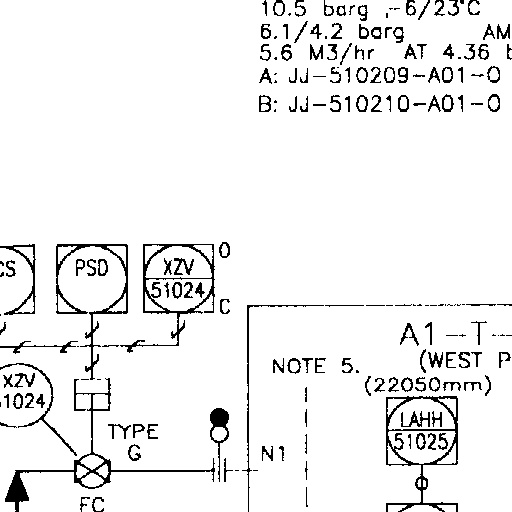 10.5 barg ,-6/23°C
6.1/4.2 barg AM
5.6 M3/hr AT 4.36 b
A: JJ-510209-A01-0
B: JJ-510210-A01-0
CS
PSD
XZV
51024
O
C
A1-T-
(WEST P
NOTE 5.
(22050mm)
XZV
51024
LAHH
51025
TYPE
G
N1
FC